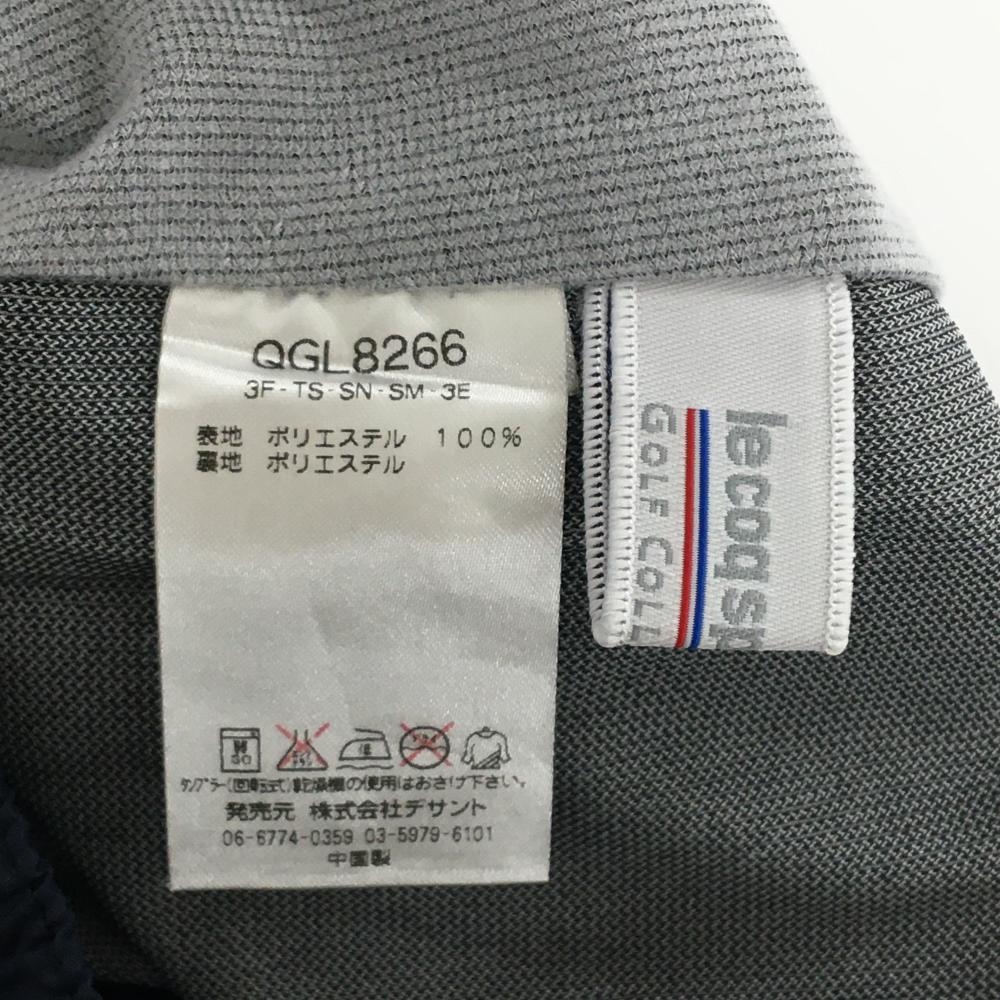 QGL8266
3F-TS-SN-SM-3E
表地 ポリエステル 100%
裏地 ポリエステル
タンブラー(回転式)乾燥機の使用はおさけ下さい。
発売元 株式会社デサント
06-6774-0359 03-5979-6101
中国製
lecoq sp
GOLF COLL